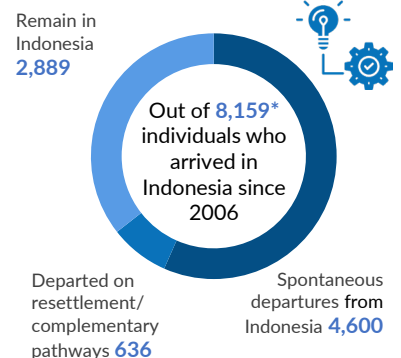 Remain in
Indonesia
2,889
Out of 8,159*
individuals who
arrived in
Indonesia since
2006
Departed on
resettlement/
complementary
pathways 636
Spontaneous
departures from
Indonesia 4,600